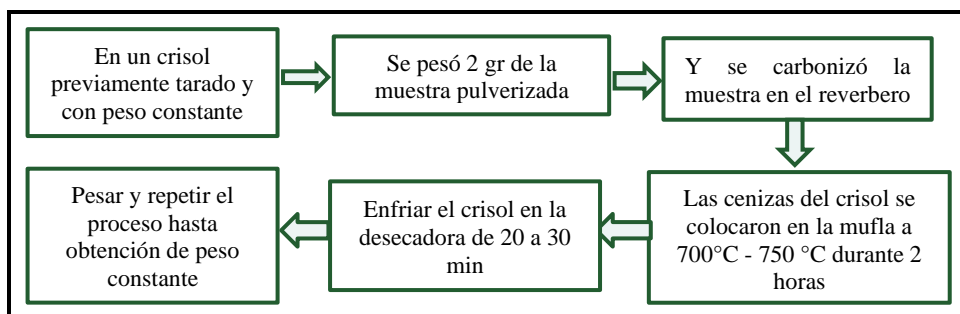 En un crisol
previamente tarado y
con peso constante
Se pesó 2 gr de la
muestra pulverizada
Y se carbonizó la
muestra en el reverbero
Las cenizas del crisol se
colocaron en la mufla a
700°C - 750 °C durante 2
horas
Enfriar el crisol en la
desecadora de 20 a 30
min
Pesar y repetir el
proceso hasta
obtención de peso
constante